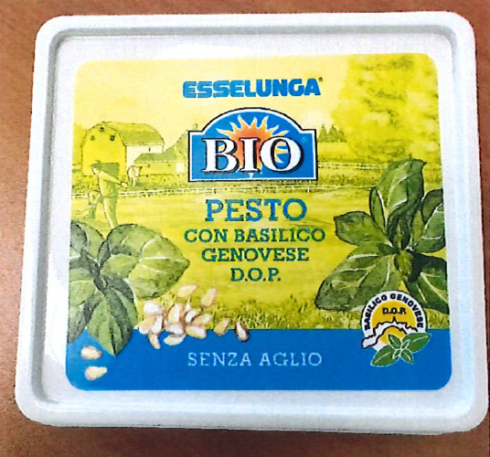 ESSELUNGA®
BIO
PESTO
CON BASILICO
GENOVESE
D.O.P.
BASILICO GENOVESE
D.O.P.
SENZA AGLIO